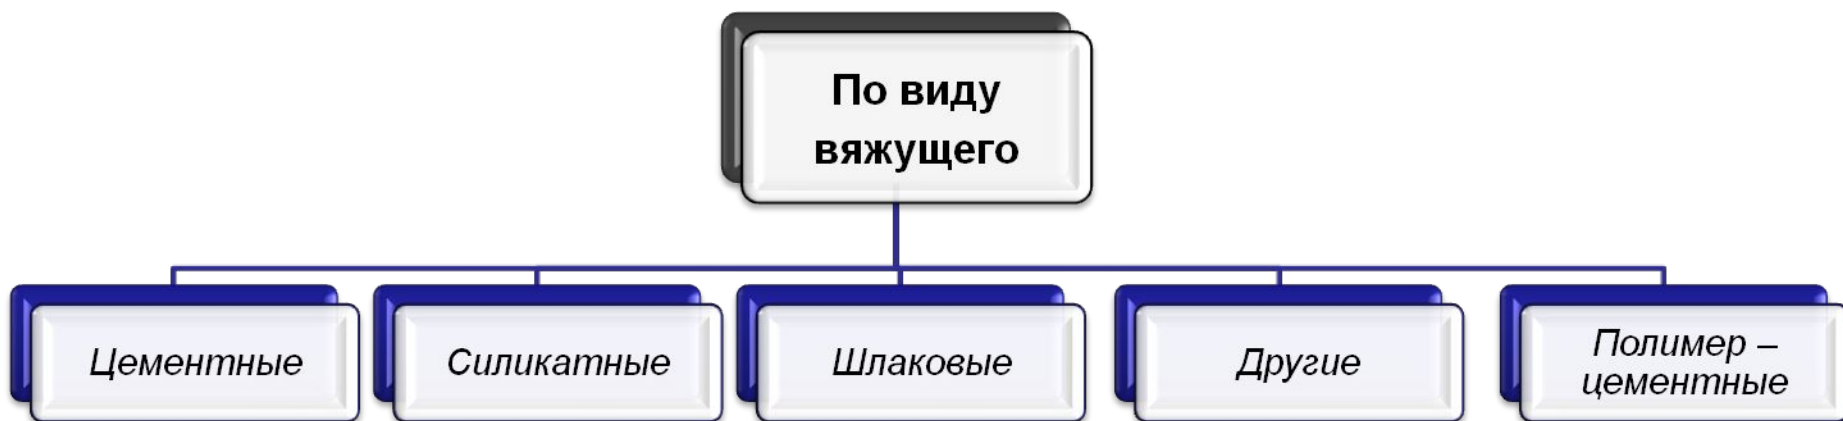 По виду
вяжущего
Цементные
Силикатные
Шлаковые
Другие
Полимер –
цементные